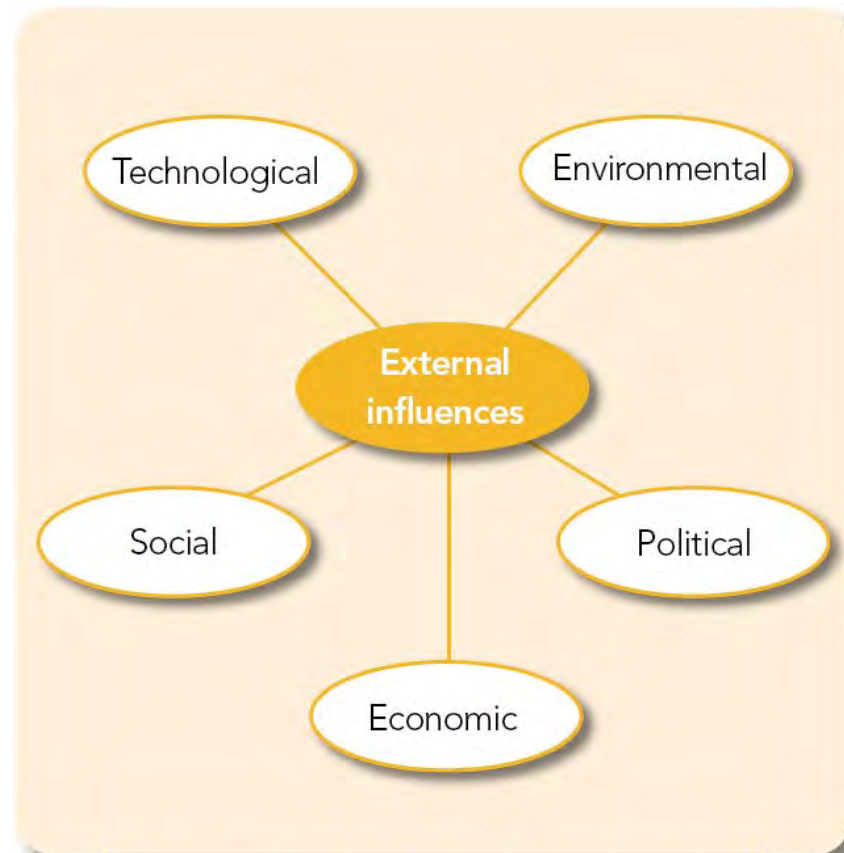 Technological
Environmental
External
influences
Social
Political
Economic